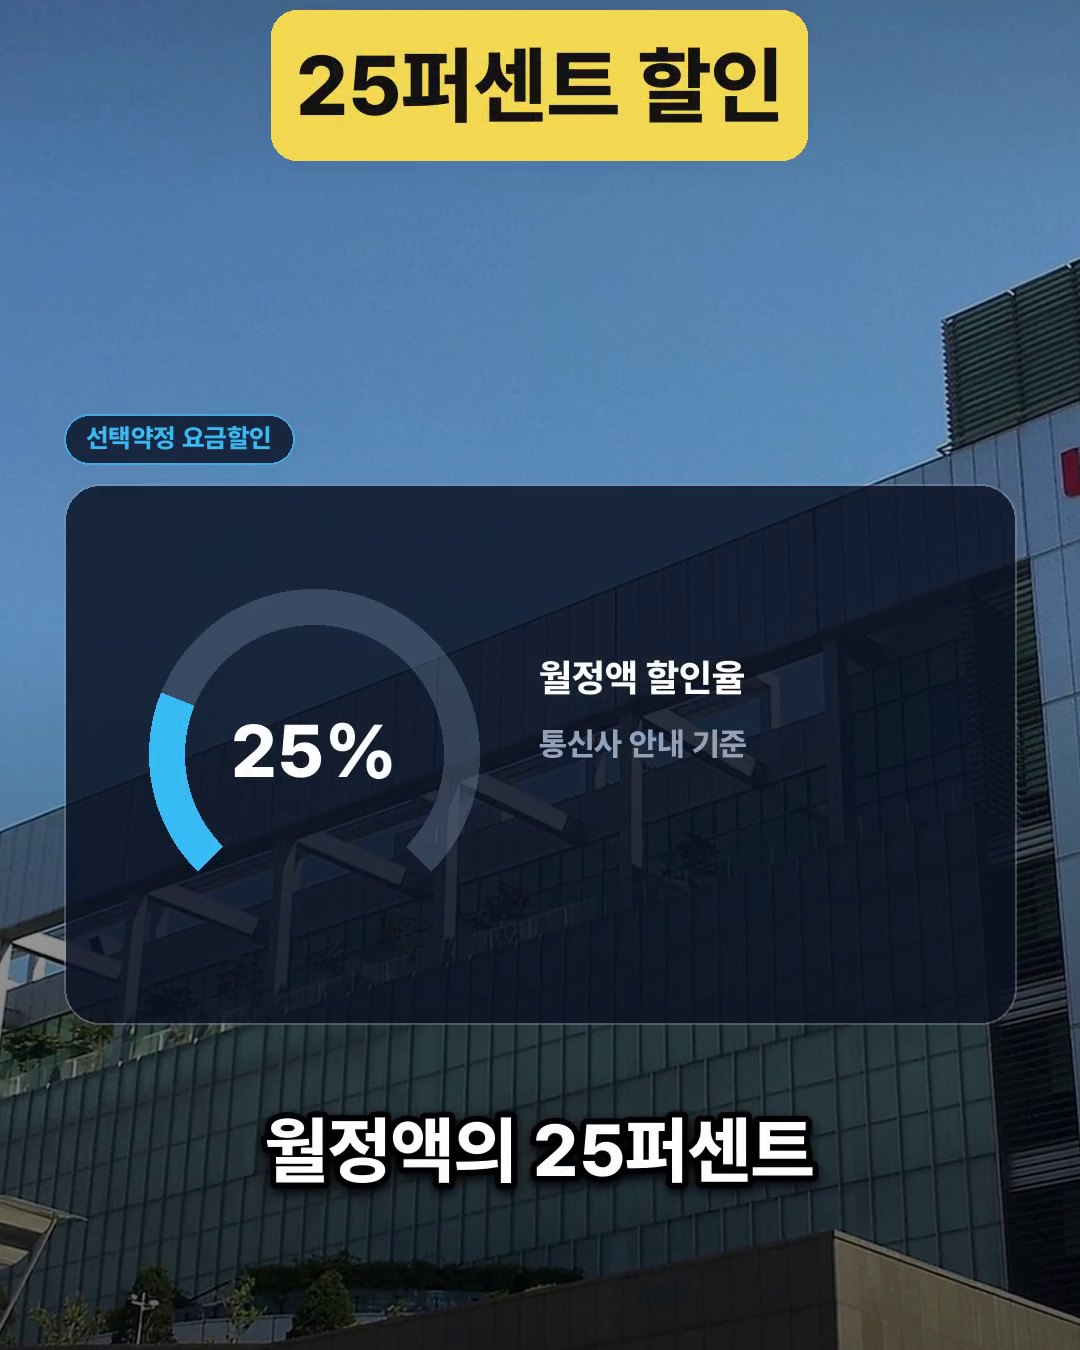 25퍼센트 할인
선택약정 요금할인
25%
월정액 할인율
통신사 안내 기준
월정액의 25퍼센트